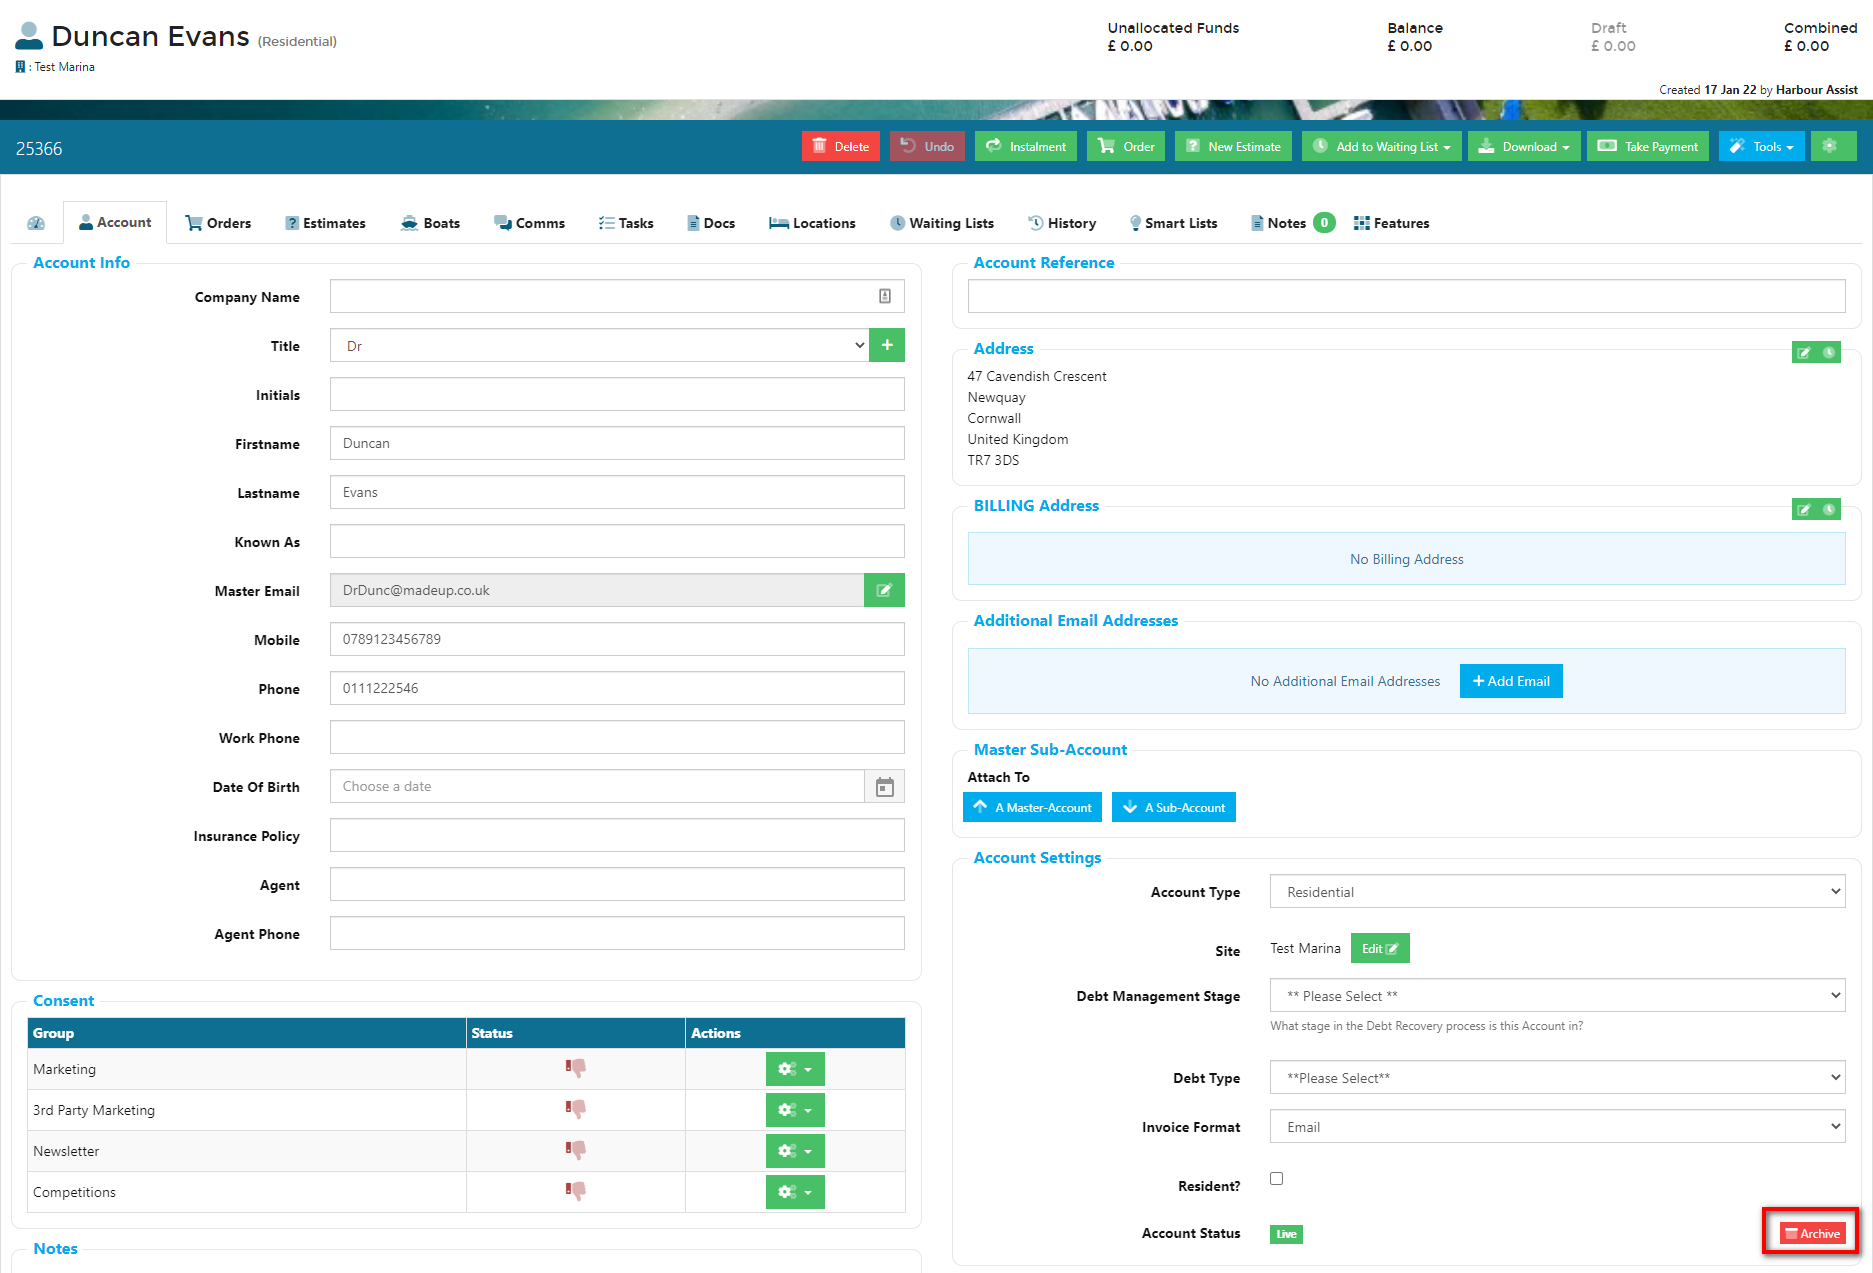 Duncan Evans (Residential)
: Test Marina
Unallocated Funds
£ 0.00
Balance
£ 0.00
Draft
£ 0.00
Combined
£ 0.00
Created 17 Jan 22 by Harbour Assist
25366
Delete
Undo
Instalment
Order
New Estimate
Add to Waiting List
Download
Take Payment
Tools
Account
Orders
Estimates
Boats
Comms
Tasks
Docs
Locations
Waiting Lists
History
Smart Lists
Notes 0
Features
Account Info
Company Name
Title Dr
Initials
Firstname Duncan
Lastname Evans
Known As
Master Email DrDunc@madeup.co.uk
Mobile 0789123456789
Phone 0111222546
Work Phone
Date Of Birth Choose a date
Insurance Policy
Agent
Agent Phone
Consent
Group Status Actions
Marketing
3rd Party Marketing
Newsletter
Competitions
Notes
Account Reference
Address
47 Cavendish Crescent
Newquay
Cornwall
United Kingdom
TR7 3DS
BILLING Address
No Billing Address
Additional Email Addresses
No Additional Email Addresses + Add Email
Master Sub-Account
Attach To
A Master-Account A Sub-Account
Account Settings
Account Type Residential
Site Test Marina Edit
Debt Management Stage ** Please Select **
What stage in the Debt Recovery process is this Account in?
Debt Type **Please Select**
Invoice Format Email
Resident?
Account Status Live Archive